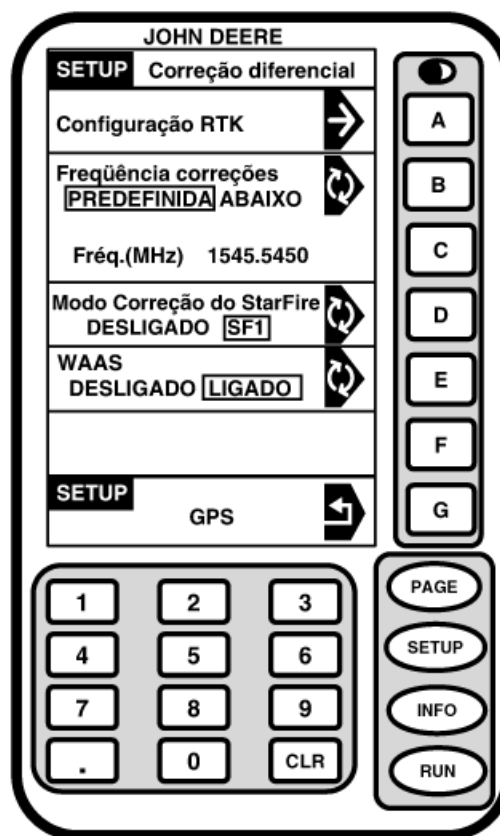 JOHN DEERE
SETUP Correção diferencial
Configuração RTK
Freqüência correções
PREDEFINIDA ABAIXO
Fréq.(MHz) 1545.5450
Modo Correção do StarFire
DESLIGADO SF1
WAAS
DESLIGADO LIGADO
SETUP
GPS
A
B
C
D
E
F
G
PAGE
SETUP
INFO
RUN
1 2 3
4 5 6
7 8 9
. 0 CLR